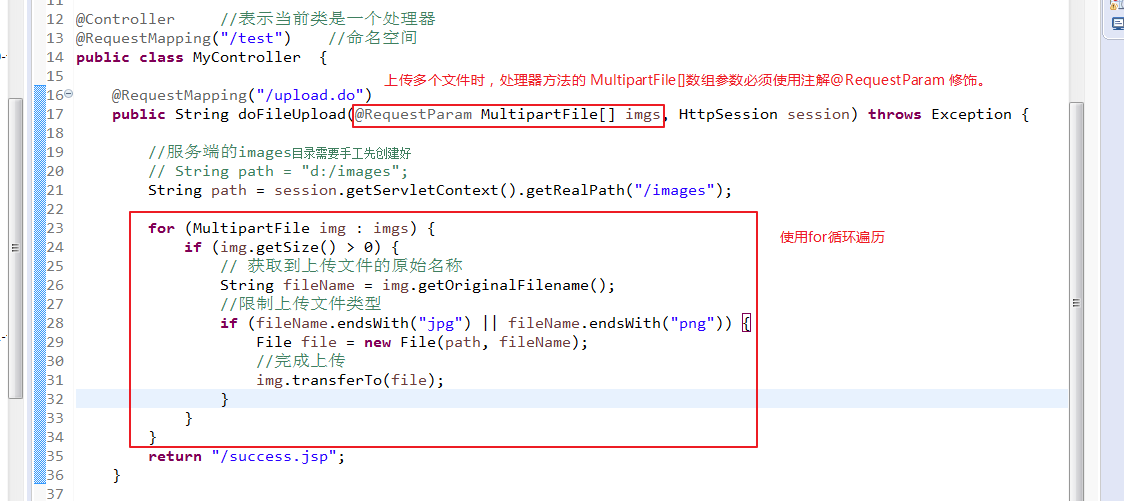 11
12 @Controller     //表示当前类是一个处理器
13 @RequestMapping("/test")    //命名空间
14 public class MyController  {
15
上传多个文件时，处理器方法的 MultipartFile[]数组参数必须使用注解@RequestParam 修饰。
16     @RequestMapping("/upload.do")
17     public String doFileUpload(@RequestParam MultipartFile[] imgs, HttpSession session) throws Exception {
18
19         //服务端的images目录需要手工先创建好
20         // String path = "d:/images";
21         String path = session.getServletContext().getRealPath("/images");
22
23         for (MultipartFile img : imgs) {
使用for循环遍历
24             if (img.getSize() > 0) {
25                 // 获取到上传文件的原始名称
26                 String fileName = img.getOriginalFilename();
27                 //限制上传文件类型
28                 if (fileName.endsWith("jpg") || fileName.endsWith("png")) {
29                     File file = new File(path, fileName);
30                     //完成上传
31                     img.transferTo(file);
32                 }
33             }
34         }
35         return "/success.jsp";
36     }
37